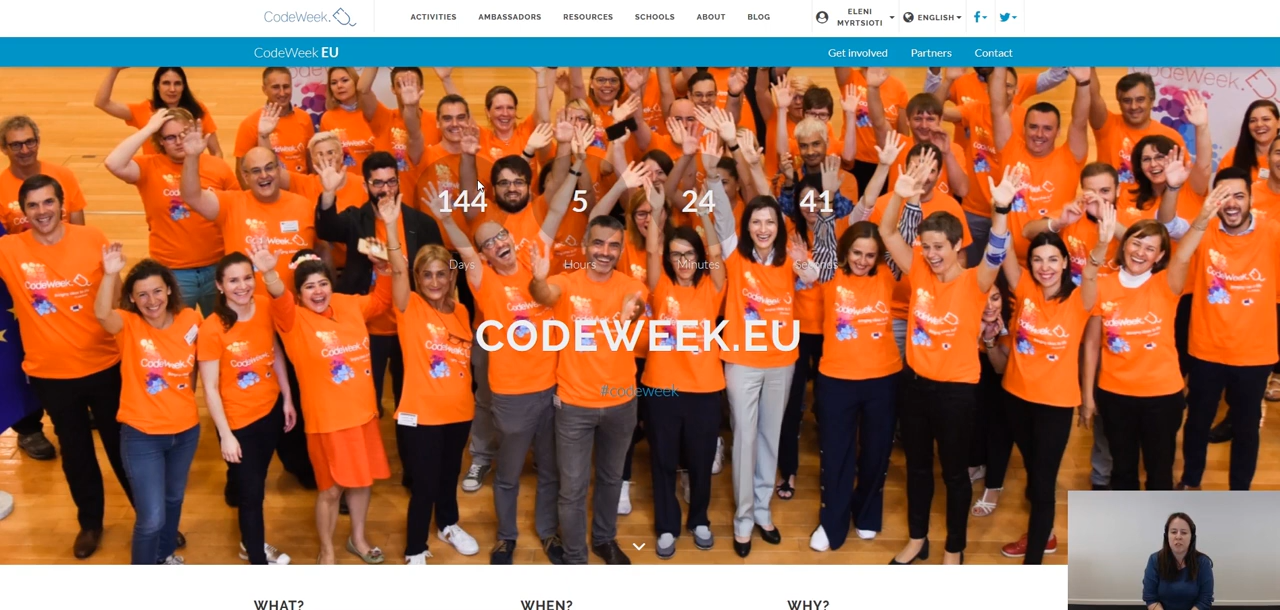 CodeWeek.
ACTIVITIES AMBASSADORS RESOURCES SCHOOLS ABOUT BLOG
ELENI MYRTSIOTI
ENGLISH
CodeWeek EU
Get involved Partners Contact
144 5 24 41
Days Hours Minutes Seconds
CODEWEEK.EU
#codeweek
WHAT? WHEN? WHY?